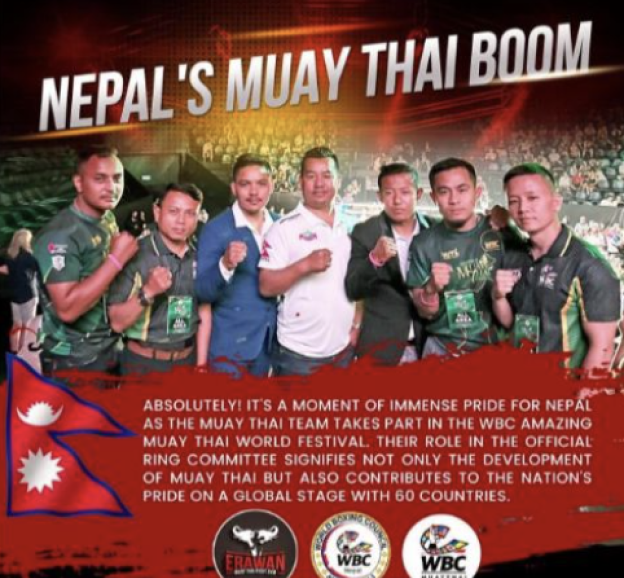 NEPAL'S MUAY THAI BOOM
ABSOLUTELY! IT'S A MOMENT OF IMMENSE PRIDE FOR NEPAL
AS THE MUAY THAI TEAM TAKES PART IN THE WBC AMAZING
MUAY THAI WORLD FESTIVAL. THEIR ROLE IN THE OFFICIAL
RING COMMITTEE SIGNIFIES NOT ONLY THE DEVELOPMENT
OF MUAY THAI BUT ALSO CONTRIBUTES TO THE NATION'S
PRIDE ON A GLOBAL STAGE WITH 60 COUNTRIES.
ERAWAN
WORLD BOXING COUNCIL
WBC
WBC